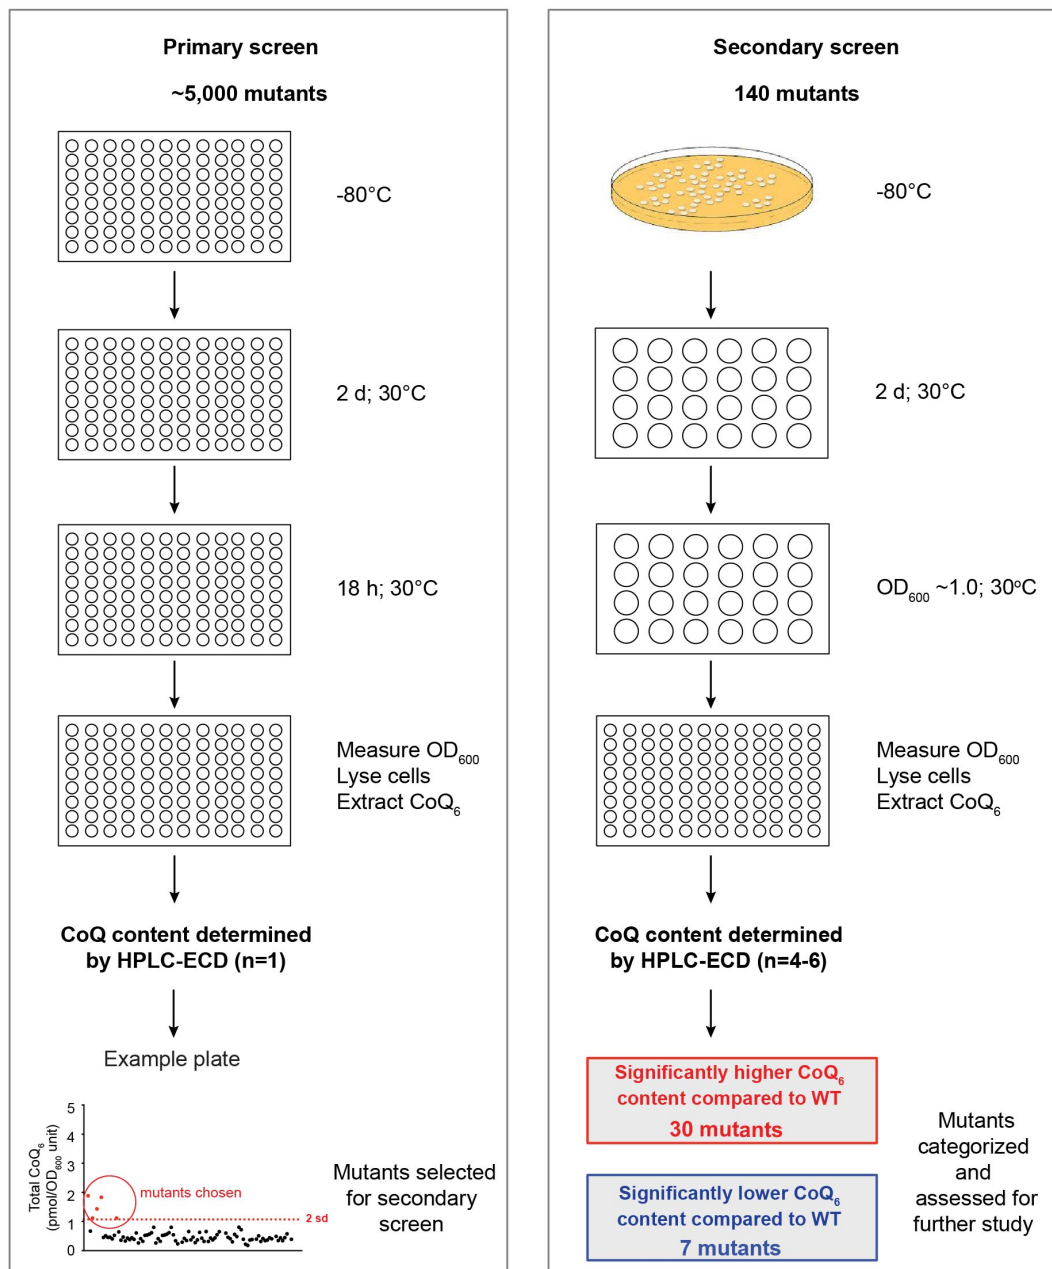 Primary screen
~5,000 mutants
-80°C
2 d; 30°C
18 h; 30°C
Measure OD600
Lyse cells
Extract CoQ6
CoQ content determined
by HPLC-ECD (n=1)
Example plate
Total CoQ6
(pmol/OD600 unit)
5
4
3
2
1
0
mutants chosen
2 sd
Mutants selected
for secondary
screen
Secondary screen
140 mutants
-80°C
2 d; 30°C
OD600 ~1.0; 30°C
Measure OD600
Lyse cells
Extract CoQ6
CoQ content determined
by HPLC-ECD (n=4-6)
Significantly higher CoQ6
content compared to WT
30 mutants
Significantly lower CoQ6
content compared to WT
7 mutants
Mutants
categorized
and
assessed for
further study